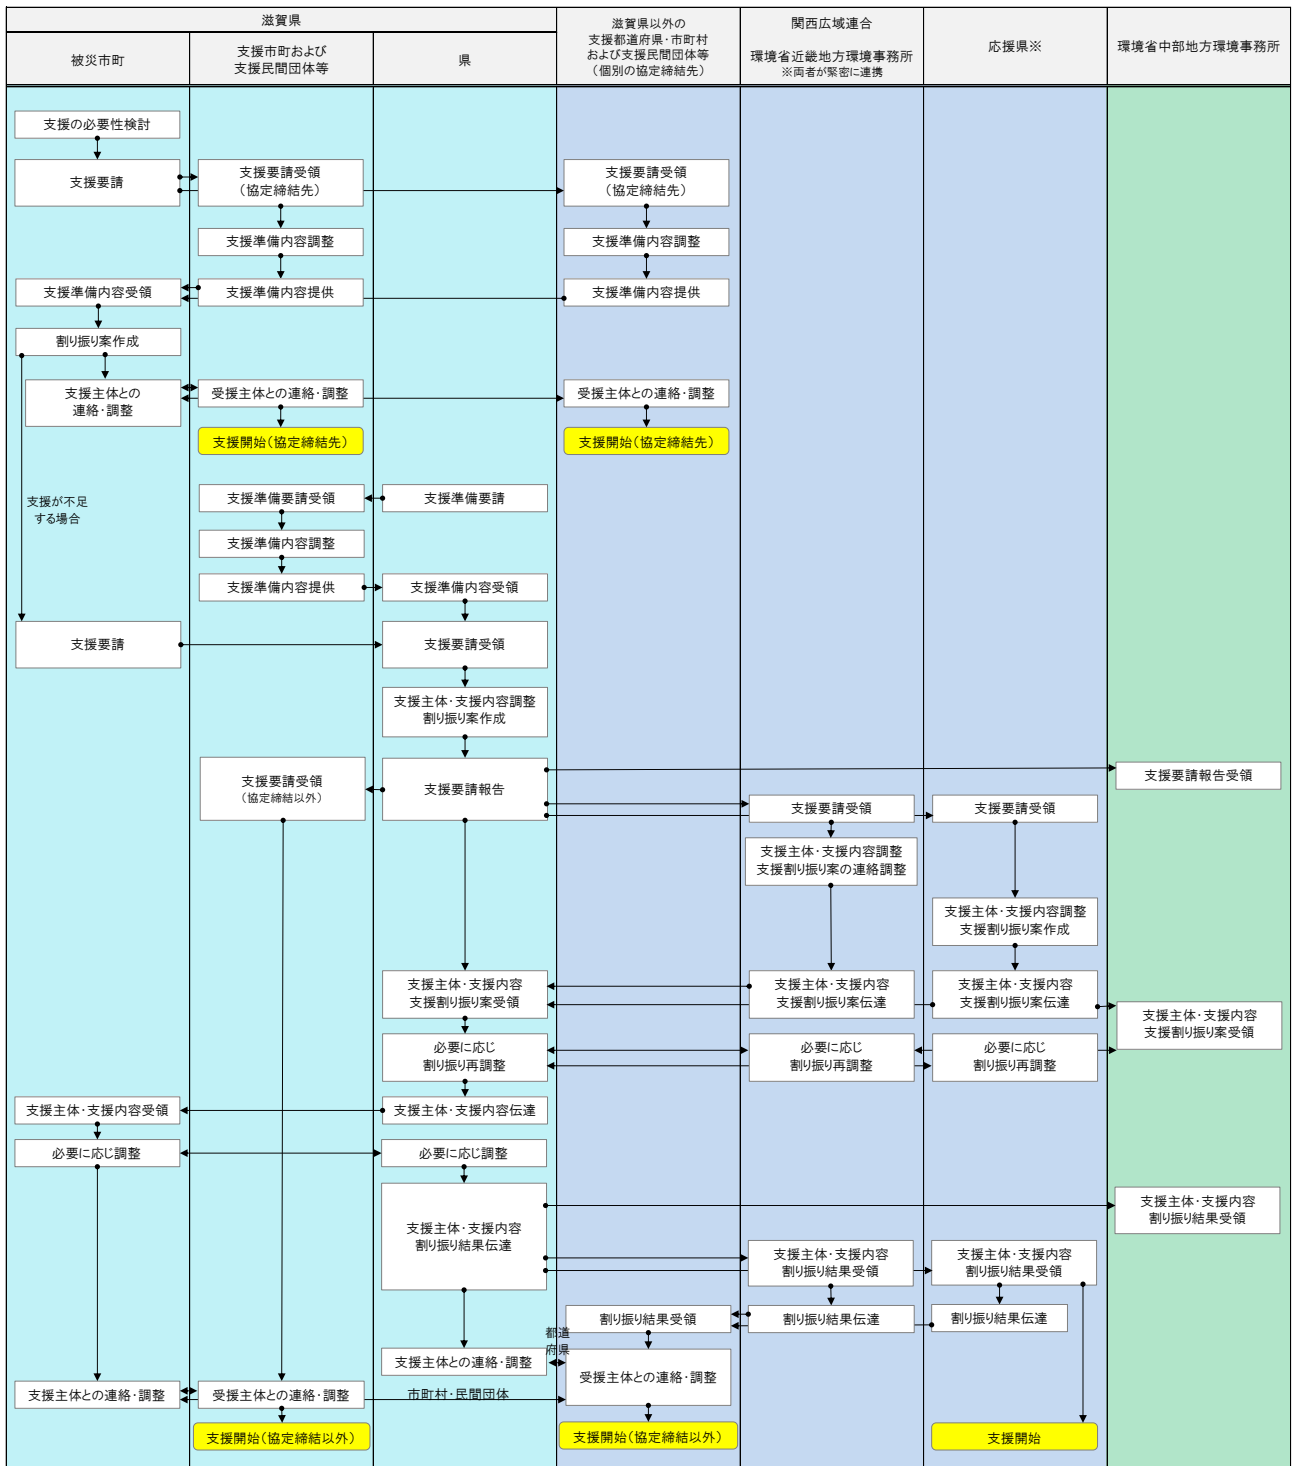 滋賀県
被災市町
支援市町および
支援民間団体等
県
滋賀県以外の
支援都道府県・市町村
および支援民間団体等
（個別の協定締結先）
関西広域連合
環境省近畿地方環境事務所
※両者が緊密に連携
応援県※
環境省中部地方環境事務所
支援の必要性検討
支援要請
支援要請受領
（協定締結先）
支援要請受領
（協定締結先）
支援準備内容調整
支援準備内容調整
支援準備内容受領
支援準備内容提供
支援準備内容提供
割り振り案作成
支援主体との
連絡・調整
受援主体との連絡・調整
受援主体との連絡・調整
支援開始（協定締結先）
支援開始（協定締結先）
支援が不足
する場合
支援準備要請受領
支援準備要請
支援準備内容調整
支援準備内容提供
支援準備内容受領
支援要請
支援要請受領
支援主体・支援内容調整
割り振り案作成
支援要請受領
（協定締結以外）
支援要請報告
支援要請報告受領
支援要請受領
支援要請受領
支援主体・支援内容調整
支援割り振り案の連絡調整
支援主体・支援内容調整
支援割り振り案作成
支援主体・支援内容
支援割り振り案受領
支援主体・支援内容
支援割り振り案伝達
支援主体・支援内容
支援割り振り案伝達
支援主体・支援内容
支援割り振り案受領
必要に応じ
割り振り再調整
必要に応じ
割り振り再調整
必要に応じ
割り振り再調整
支援主体・支援内容受領
支援主体・支援内容伝達
必要に応じ調整
必要に応じ調整
支援主体・支援内容
割り振り結果伝達
支援主体・支援内容
割り振り結果受領
支援主体・支援内容
割り振り結果受領
支援主体・支援内容
割り振り結果受領
割り振り結果受領
割り振り結果伝達
割り振り結果伝達
都道
府県
支援主体との連絡・調整
受援主体との連絡・調整
支援主体との連絡・調整
受援主体との連絡・調整
市町村・民間団体
支援開始（協定締結以外）
支援開始（協定締結以外）
支援開始